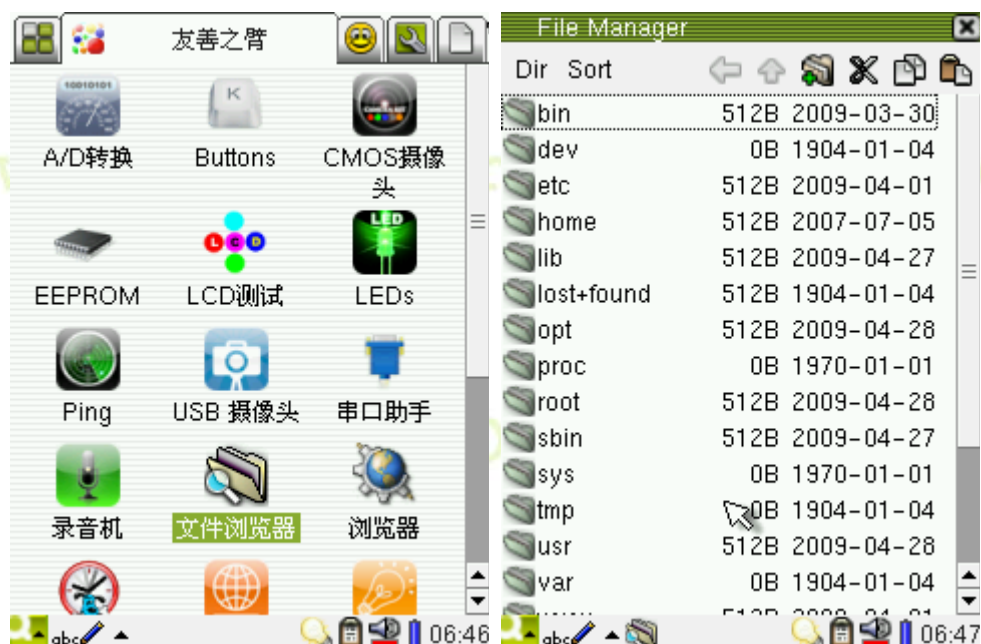 友善之臂
10010101
A/D转换
K
Buttons
CMOS摄像头
EEPROM
L C D
LCD测试
LED
LEDs
Ping
USB 摄像头
串口助手
录音机
文件浏览器
浏览器
abc
06:46
File Manager
Dir Sort
bin 512B 2009-03-30
dev 0B 1904-01-04
etc 512B 2009-04-01
home 512B 2007-07-05
lib 512B 2009-04-27
lost+found 512B 1904-01-04
opt 512B 2009-04-28
proc 0B 1970-01-01
root 512B 2009-04-28
sbin 512B 2009-04-27
sys 0B 1970-01-01
tmp 0B 1904-01-04
usr 512B 2009-04-28
var 0B 1904-01-04
abc
06:47